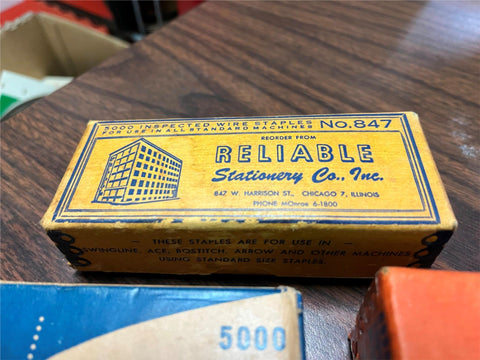 5000 INSPECTED WIRE STAPLES
FOR USE IN ALL STANDARD MACHINES
No. 847
REORDER FROM
RELIABLE
Stationery Co., Inc.
847 W. HARRISON ST., CHICAGO 7, ILLINOIS
PHONE MOnroe 6-1800
— THESE STAPLES ARE FOR USE IN —
SWINGLINE, ACE, BOSTITCH, ARROW AND OTHER MACHINES
USING STANDARD SIZE STAPLES.
5000